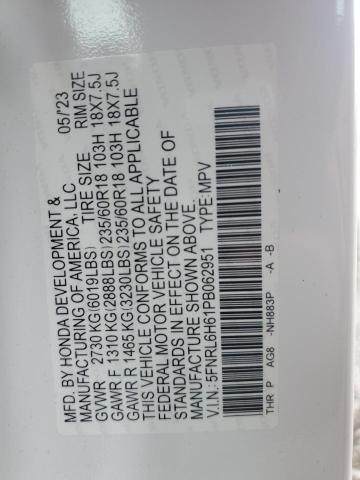 MFD. BY HONDA DEVELOPMENT &
MANUFACTURING OF AMERICA, LLC 05/'23
TIRE SIZE RIM SIZE
GVWR 2730 KG(6019LBS)
GAWR F 1310 KG(2888LBS)235/60R18 103H 18X7.5J
GAWR R 1465 KG(3230LBS)235/60R18 103H 18X7.5J
THIS VEHICLE CONFORMS TO ALL APPLICABLE
FEDERAL MOTOR VEHICLE SAFETY
STANDARDS IN EFFECT ON THE DATE OF
MANUFACTURE SHOWN ABOVE.
V.I.N.: 5FNRL6H61PB062951 TYPE:MPV
THR P AG8 -NH883P -A -B